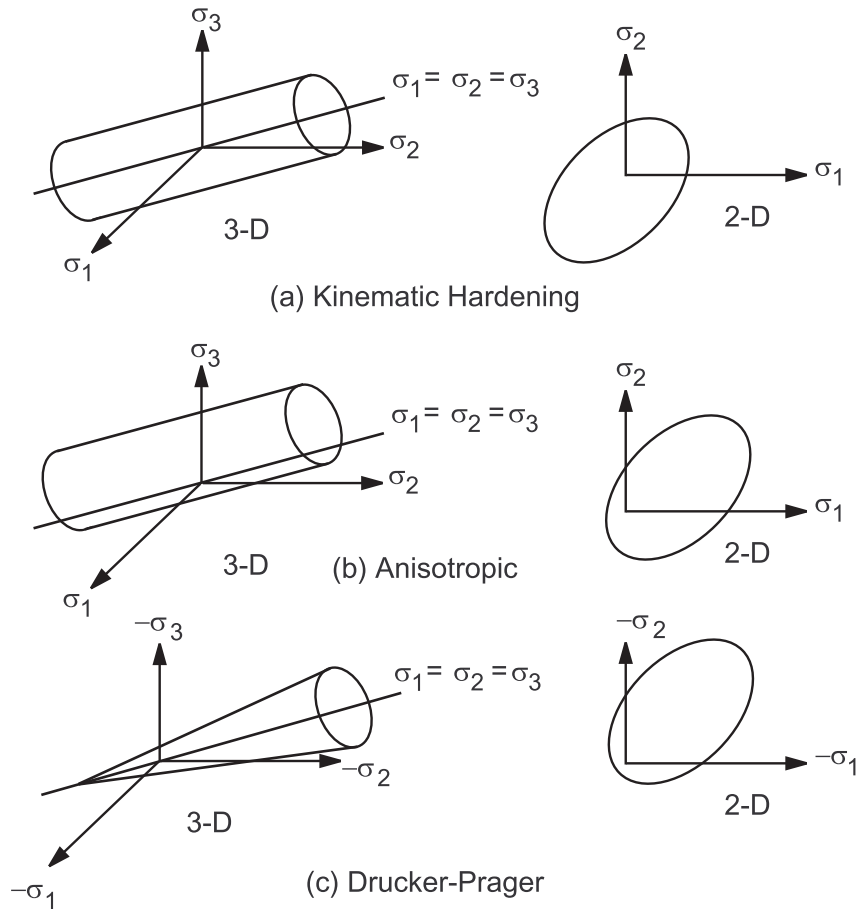 σ3
σ1 = σ2 = σ3
σ2
σ1
3-D
σ2
σ1
2-D
(a) Kinematic Hardening
σ3
σ1 = σ2 = σ3
σ2
σ1
3-D
σ2
σ1
2-D
(b) Anisotropic
−σ3
σ1 = σ2 = σ3
−σ2
−σ1
3-D
−σ2
−σ1
2-D
(c) Drucker-Prager